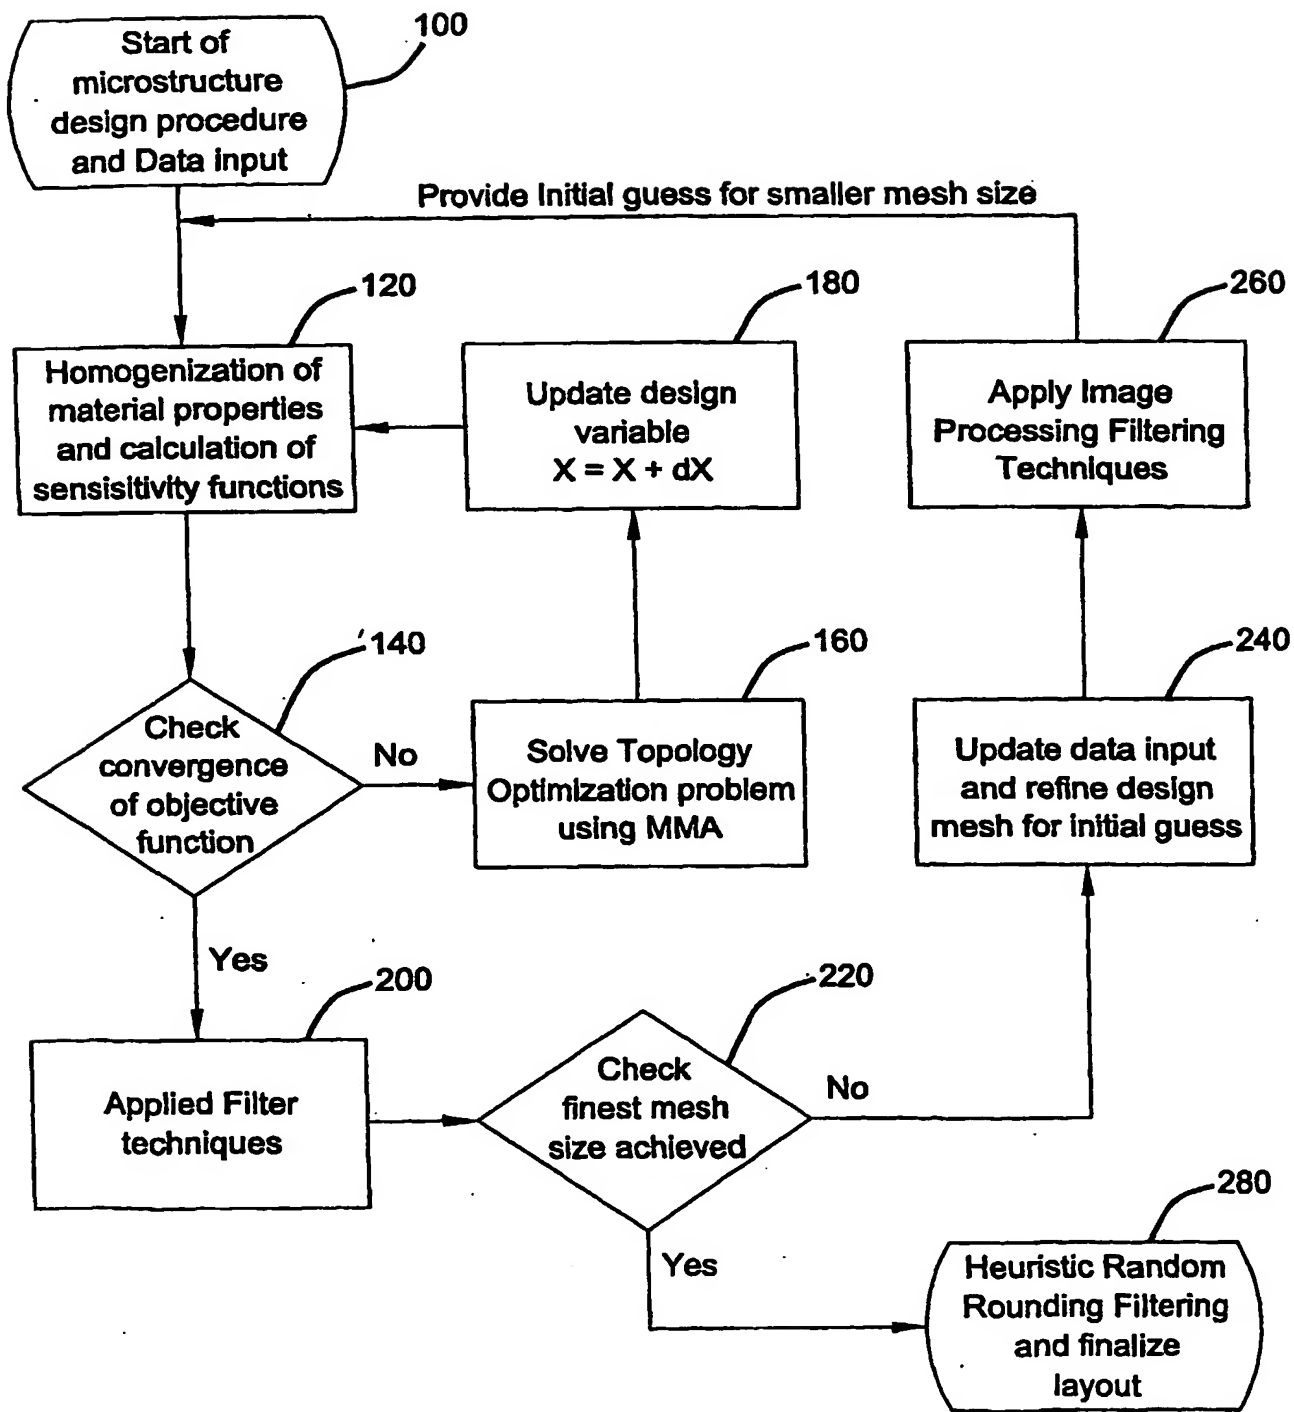 Start of
microstructure
design procedure
and Data input
100
Provide Initial guess for smaller mesh size
120
Homogenization of
material properties
and calculation of
sensisitivity functions
180
Update design
variable
X = X + dX
260
Apply Image
Processing Filtering
Techniques
140
Check
convergence
of objective
function
No
160
Solve Topology
Optimization problem
using MMA
240
Update data input
and refine design
mesh for initial guess
Yes
200
Applied Filter
techniques
220
Check
finest mesh
size achieved
No
Yes
280
Heuristic Random
Rounding Filtering
and finalize
layout